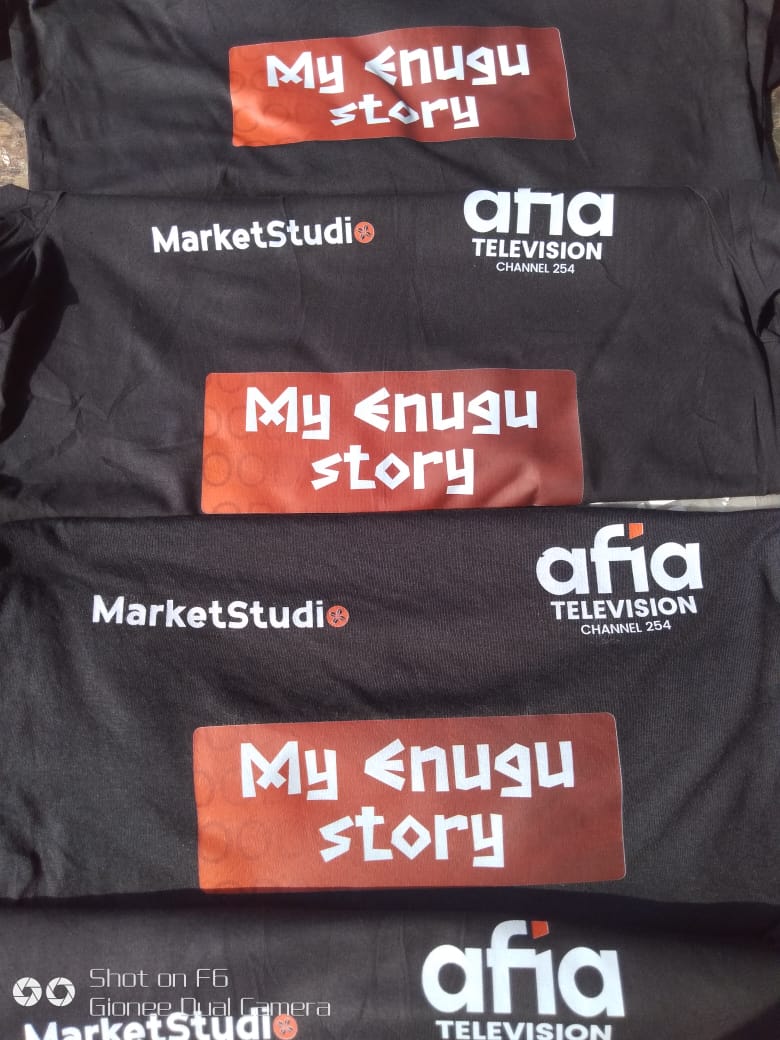 My Enugu
story
MarketStudio
afia
TELEVISION
CHANNEL 254
My Enugu
story
MarketStudio
afia
TELEVISION
CHANNEL 254
My Enugu
story
afia
TELEVISION
MarketStudio
Shot on F6
Gionee Dual Camera